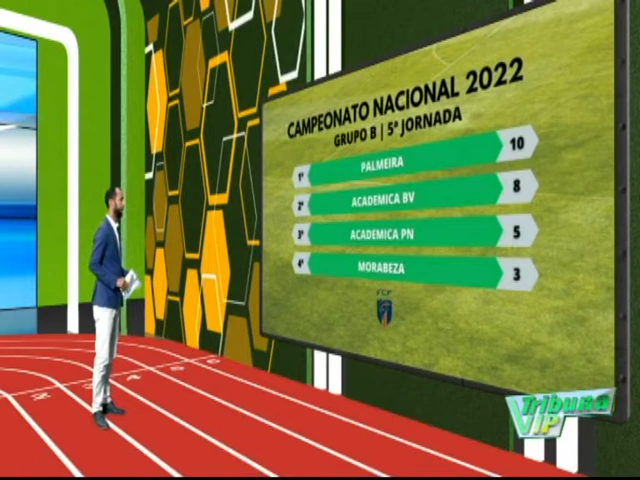 CAMPEONATO NACIONAL 2022
GRUPO B | 5ª JORNADA
1º PALMEIRA 10
2º ACADEMICA BV 8
3º ACADEMICA PN 5
4º MORABEZA 3
FCF
Tribuna
VIP